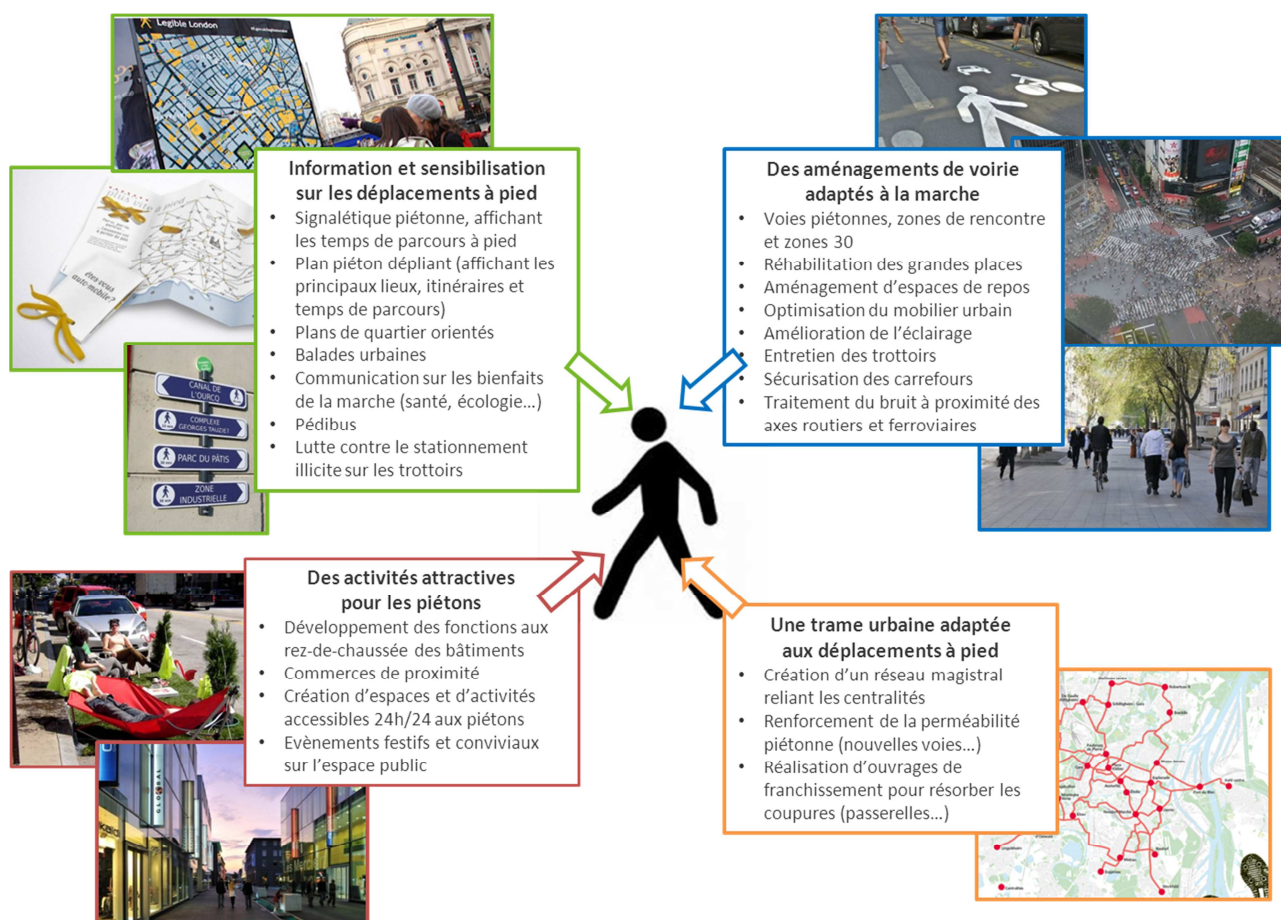 Legible London
Information et sensibilisation
sur les déplacements à pied
• Signalétique piétonne, affichant
les temps de parcours à pied
• Plan piéton dépliant (affichant les
principaux lieux, itinéraires et
temps de parcours)
• Plans de quartier orientés
• Balades urbaines
• Communication sur les bienfaits
de la marche (santé, écologie…)
• Pédibus
• Lutte contre le stationnement
illicite sur les trottoirs
plus vite à pied
êtes-vous
auto mobile?
CANAL DE
L'OURCQ
COMPLEXE
GEORGES TAUZIET
PARC DU PÂTIS
ZONE
INDUSTRIELLE
Des aménagements de voirie
adaptés à la marche
• Voies piétonnes, zones de rencontre
et zones 30
• Réhabilitation des grandes places
• Aménagement d'espaces de repos
• Optimisation du mobilier urbain
• Amélioration de l'éclairage
• Entretien des trottoirs
• Sécurisation des carrefours
• Traitement du bruit à proximité des
axes routiers et ferroviaires
Des activités attractives
pour les piétons
• Développement des fonctions aux
rez-de-chaussée des bâtiments
• Commerces de proximité
• Création d'espaces et d'activités
accessibles 24h/24 aux piétons
• Evènements festifs et conviviaux
sur l'espace public
Une trame urbaine adaptée
aux déplacements à pied
• Création d'un réseau magistral
reliant les centralités
• Renforcement de la perméabilité
piétonne (nouvelles voies…)
• Réalisation d'ouvrages de
franchissement pour résorber les
coupures (passerelles…)